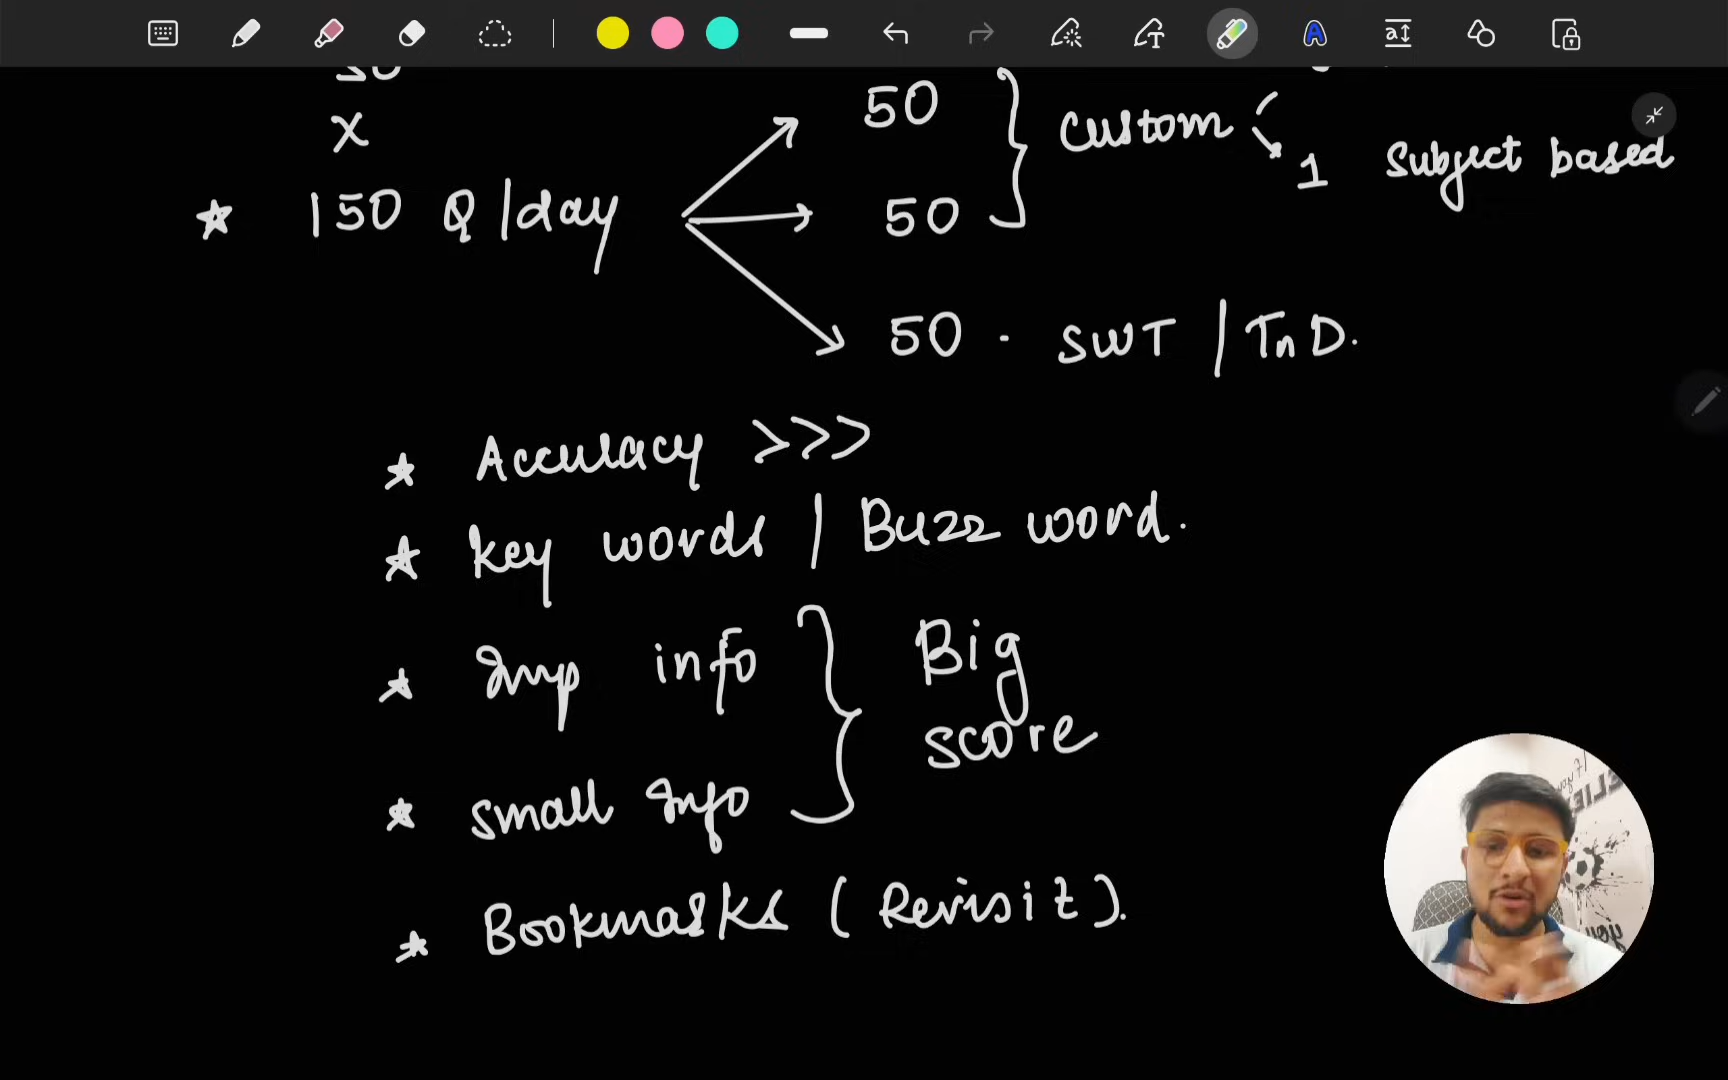 50
x
50 } Custom
1 Subject based
* 150 Q/day
50
50 . SWT | TnD.
* Accuracy >>>
* Key words | Buzz word.
* Imp info } Big score
* small Info
* Bookmarks (Revisit).